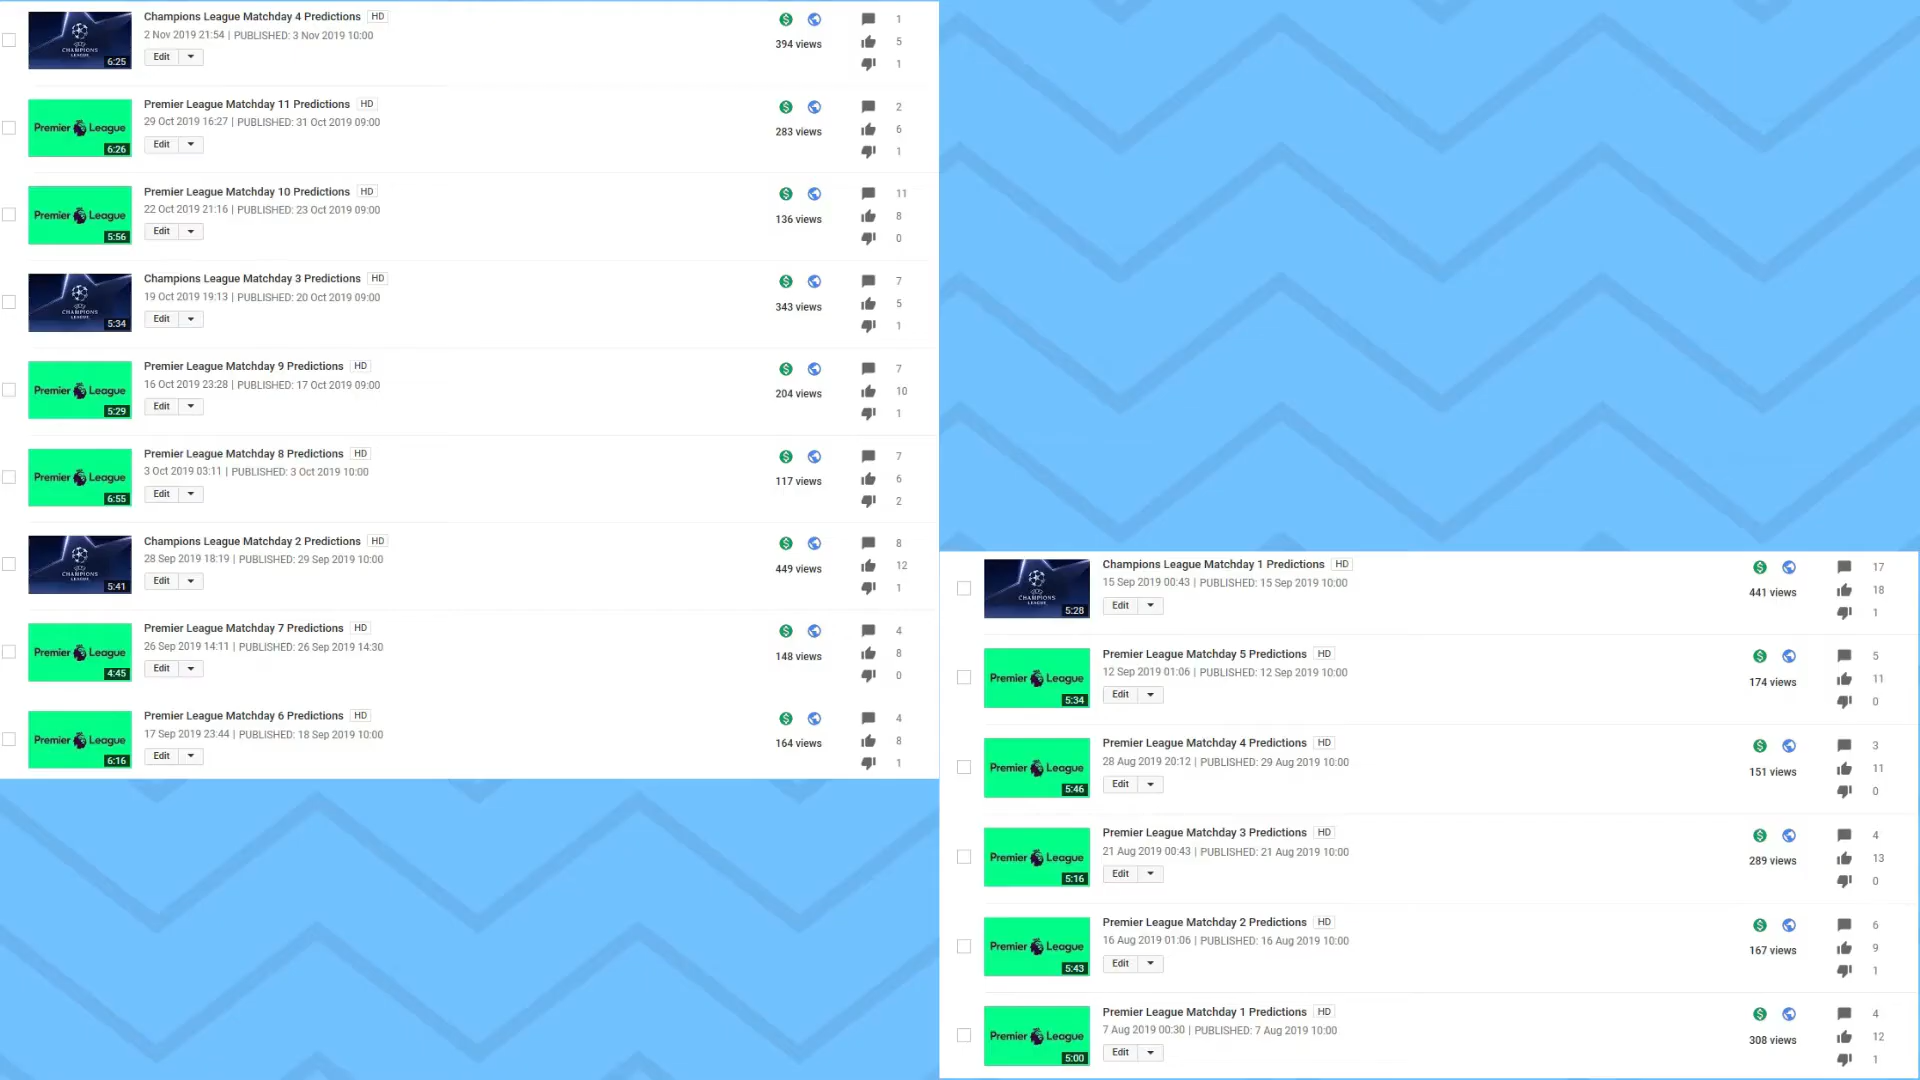 Champions League Matchday 4 Predictions HD
2 Nov 2019 21:54 | PUBLISHED: 3 Nov 2019 10:00
Edit
CHAMPIONS LEAGUE
6:25
394 views
1
5
1
Premier League Matchday 11 Predictions HD
29 Oct 2019 16:27 | PUBLISHED: 31 Oct 2019 09:00
Edit
Premier League
6:26
283 views
2
6
1
Premier League Matchday 10 Predictions HD
22 Oct 2019 21:16 | PUBLISHED: 23 Oct 2019 09:00
Edit
Premier League
5:56
136 views
11
8
0
Champions League Matchday 3 Predictions HD
19 Oct 2019 19:13 | PUBLISHED: 20 Oct 2019 09:00
Edit
CHAMPIONS LEAGUE
5:34
343 views
7
5
1
Premier League Matchday 9 Predictions HD
16 Oct 2019 23:28 | PUBLISHED: 17 Oct 2019 09:00
Edit
Premier League
5:29
204 views
7
10
1
Premier League Matchday 8 Predictions HD
3 Oct 2019 03:11 | PUBLISHED: 3 Oct 2019 10:00
Edit
Premier League
6:55
117 views
7
6
2
Champions League Matchday 2 Predictions HD
28 Sep 2019 18:19 | PUBLISHED: 29 Sep 2019 10:00
Edit
CHAMPIONS LEAGUE
5:41
449 views
8
12
1
Premier League Matchday 7 Predictions HD
26 Sep 2019 14:11 | PUBLISHED: 26 Sep 2019 14:30
Edit
Premier League
4:45
148 views
4
8
0
Premier League Matchday 6 Predictions HD
17 Sep 2019 23:44 | PUBLISHED: 18 Sep 2019 10:00
Edit
Premier League
6:16
164 views
4
8
1
Champions League Matchday 1 Predictions HD
15 Sep 2019 00:43 | PUBLISHED: 15 Sep 2019 10:00
Edit
CHAMPIONS LEAGUE
5:28
441 views
17
18
1
Premier League Matchday 5 Predictions HD
12 Sep 2019 01:06 | PUBLISHED: 12 Sep 2019 10:00
Edit
Premier League
5:34
174 views
5
11
0
Premier League Matchday 4 Predictions HD
28 Aug 2019 20:12 | PUBLISHED: 29 Aug 2019 10:00
Edit
Premier League
5:46
151 views
3
11
0
Premier League Matchday 3 Predictions HD
21 Aug 2019 00:43 | PUBLISHED: 21 Aug 2019 10:00
Edit
Premier League
5:16
289 views
4
13
0
Premier League Matchday 2 Predictions HD
16 Aug 2019 01:06 | PUBLISHED: 16 Aug 2019 10:00
Edit
Premier League
5:43
167 views
6
9
1
Premier League Matchday 1 Predictions HD
7 Aug 2019 00:30 | PUBLISHED: 7 Aug 2019 10:00
Edit
Premier League
5:00
308 views
4
12
1